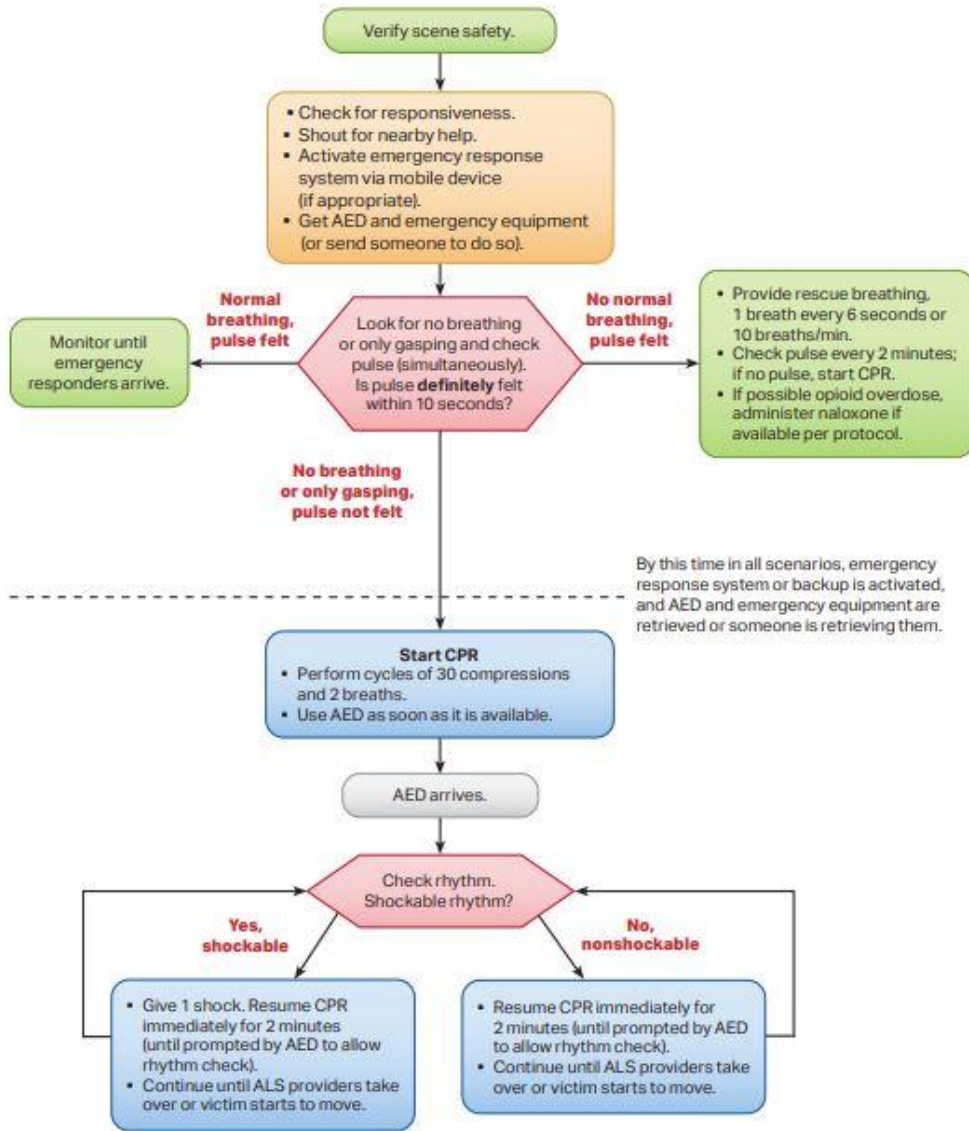 Verify scene safety.
• Check for responsiveness.
• Shout for nearby help.
• Activate emergency response
system via mobile device
(if appropriate).
• Get AED and emergency equipment
(or send someone to do so).
Normal
breathing,
pulse felt
Monitor until
emergency
responders arrive.
Look for no breathing
or only gasping and check
pulse (simultaneously).
Is pulse definitely felt
within 10 seconds?
No normal
breathing,
pulse felt
• Provide rescue breathing,
1 breath every 6 seconds or
10 breaths/min.
• Check pulse every 2 minutes;
if no pulse, start CPR.
• If possible opioid overdose,
administer naloxone if
available per protocol.
No breathing
or only gasping,
pulse not felt
By this time in all scenarios, emergency
response system or backup is activated,
and AED and emergency equipment are
retrieved or someone is retrieving them.
Start CPR
• Perform cycles of 30 compressions
and 2 breaths.
• Use AED as soon as it is available.
AED arrives.
Check rhythm.
Shockable rhythm?
Yes,
shockable
No,
nonshockable
• Give 1 shock. Resume CPR
immediately for 2 minutes
(until prompted by AED to allow
rhythm check).
• Continue until ALS providers take
over or victim starts to move.
• Resume CPR immediately for
2 minutes (until prompted by AED
to allow rhythm check).
• Continue until ALS providers take
over or victim starts to move.